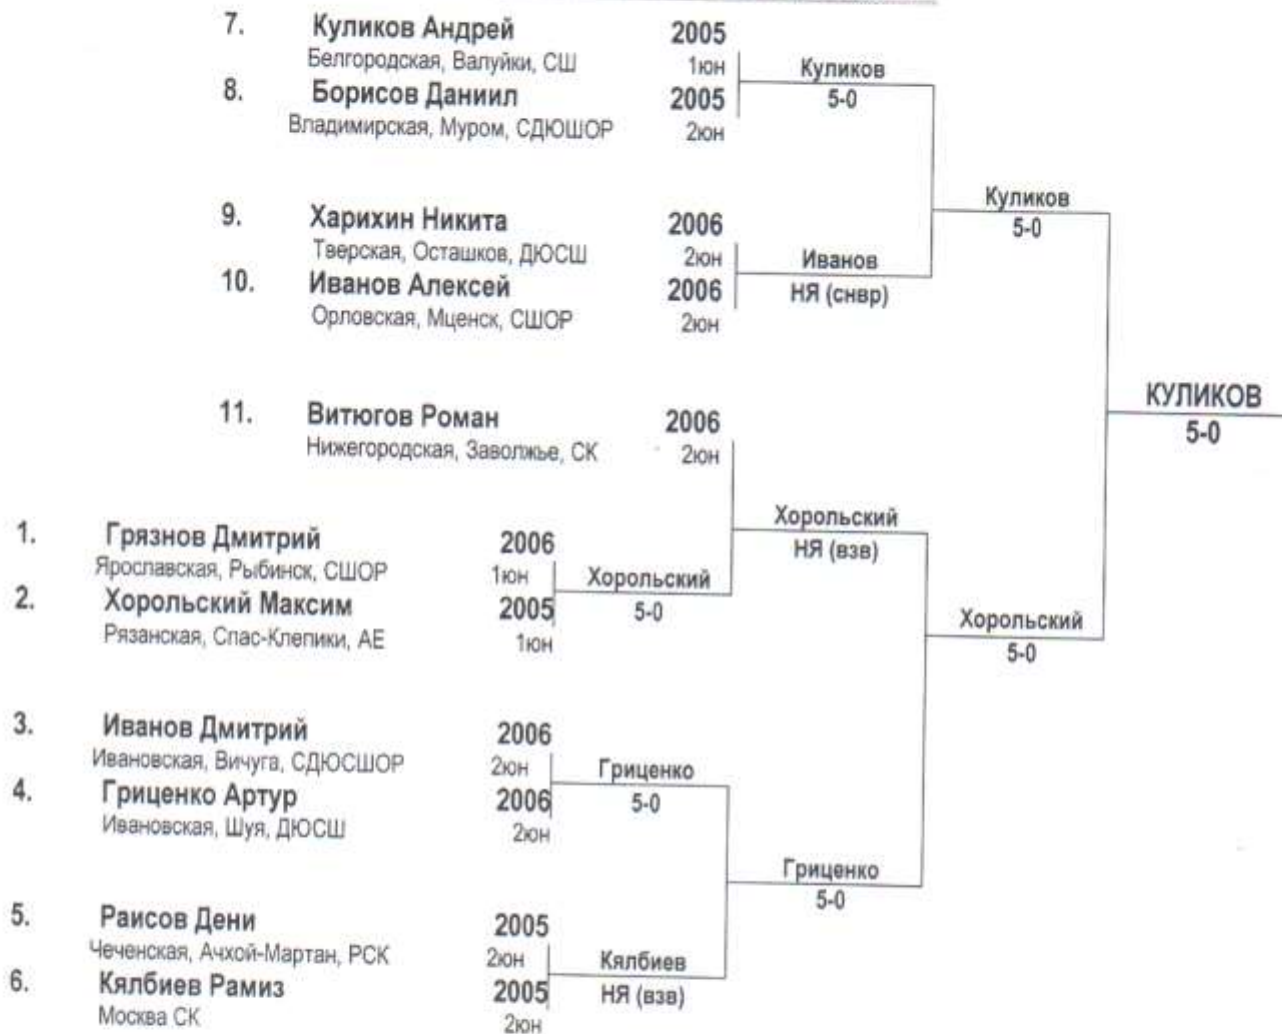 7. Куликов Андрей 2005
Белгородская, Валуйки, СШ 1юн
Куликов
5-0
8. Борисов Даниил 2005
Владимирская, Муром, СДЮШОР 2юн
Куликов
5-0
9. Харихин Никита 2006
Тверская, Осташков, ДЮСШ 2юн
Иванов
НЯ (снвр)
10. Иванов Алексей 2006
Орловская, Мценск, СШОР 2юн
КУЛИКОВ
5-0
11. Витюгов Роман 2006
Нижегородская, Заволжье, СК 2юн
Хорольский
НЯ (взв)
1. Грязнов Дмитрий 2006
Ярославская, Рыбинск, СШОР 1юн
Хорольский
5-0
2. Хорольский Максим 2005
Рязанская, Спас-Клепики, АЕ 1юн
Хорольский
5-0
3. Иванов Дмитрий 2006
Ивановская, Вичуга, СДЮСШОР 2юн
Гриценко
5-0
4. Гриценко Артур 2006
Ивановская, Шуя, ДЮСШ 2юн
Гриценко
5-0
5. Раисов Дени 2005
Чеченская, Ачхой-Мартан, РСК 2юн
Кялбиев
НЯ (взв)
6. Кялбиев Рамиз 2005
Москва СК 2юн